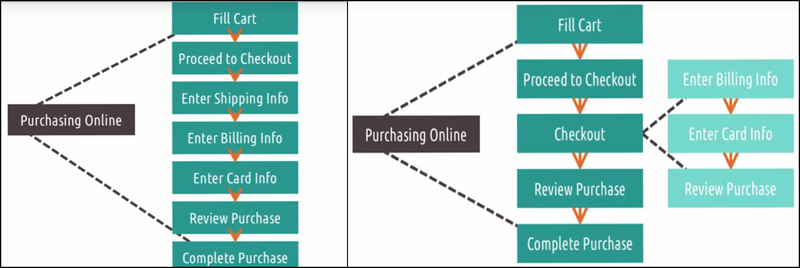 Fill Cart
Proceed to Checkout
Enter Shipping Info
Purchasing Online
Enter Billing Info
Enter Card Info
Review Purchase
Complete Purchase
Fill Cart
Proceed to Checkout
Enter Billing Info
Purchasing Online
Checkout
Enter Card Info
Review Purchase
Review Purchase
Complete Purchase